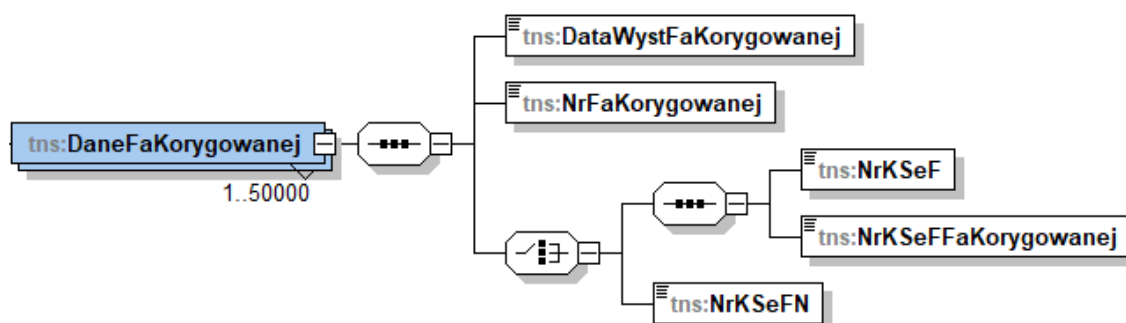 tns:DataWystFaKorygowanej
tns:NrFaKorygowanej
tns:DaneFaKorygowanej
1..50000
tns:NrKSeF
tns:NrKSeFFaKorygowanej
tns:NrKSeFN